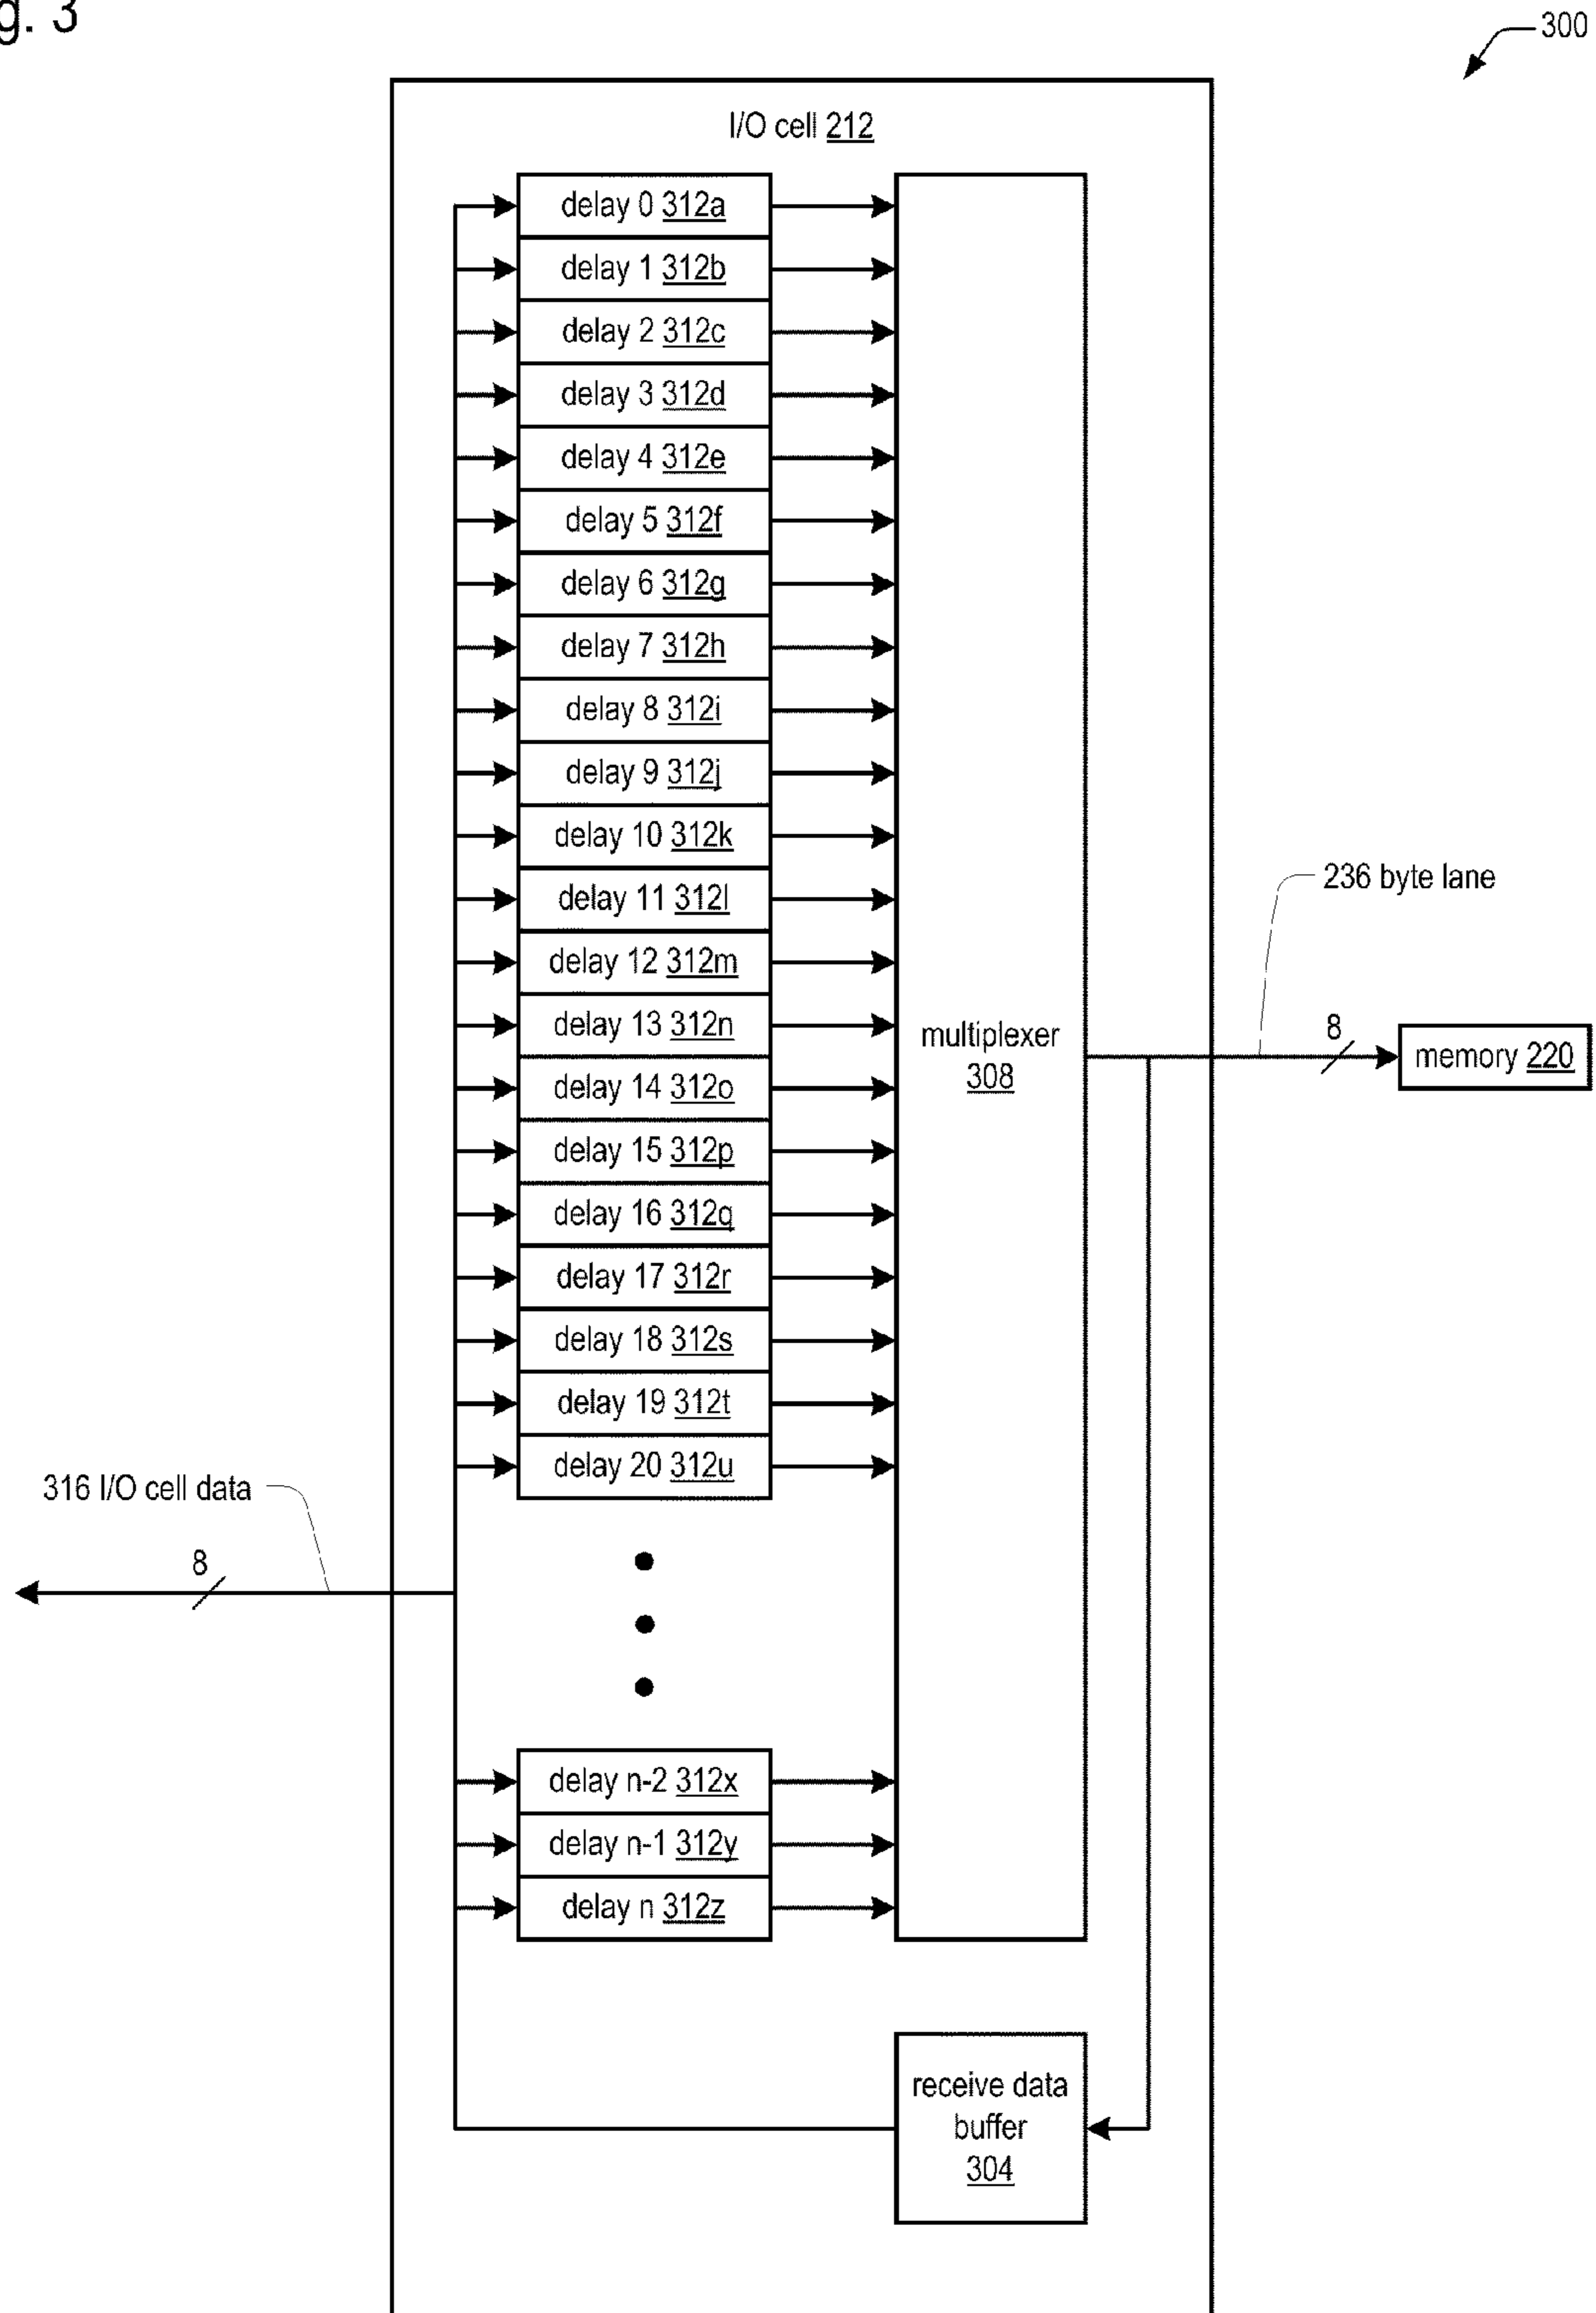 g. 3
300
I/O cell 212
delay 0 312a
delay 1 312b
delay 2 312c
delay 3 312d
delay 4 312e
delay 5 312f
delay 6 312g
delay 7 312h
delay 8 312i
delay 9 312j
delay 10 312k
delay 11 312l
delay 12 312m
delay 13 312n
delay 14 312o
delay 15 312p
delay 16 312q
delay 17 312r
delay 18 312s
delay 19 312t
delay 20 312u
delay n-2 312x
delay n-1 312y
delay n 312z
multiplexer
308
236 byte lane
8
memory 220
316 I/O cell data
8
receive data
buffer
304